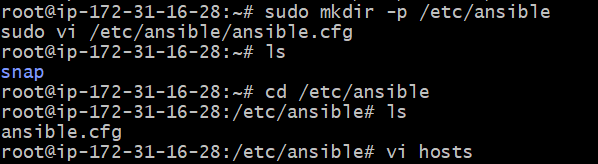 root@ip-172-31-16-28:~# sudo mkdir -p /etc/ansible
sudo vi /etc/ansible/ansible.cfg
root@ip-172-31-16-28:~# ls
snap
root@ip-172-31-16-28:~# cd /etc/ansible
root@ip-172-31-16-28:/etc/ansible# ls
ansible.cfg
root@ip-172-31-16-28:/etc/ansible# vi hosts